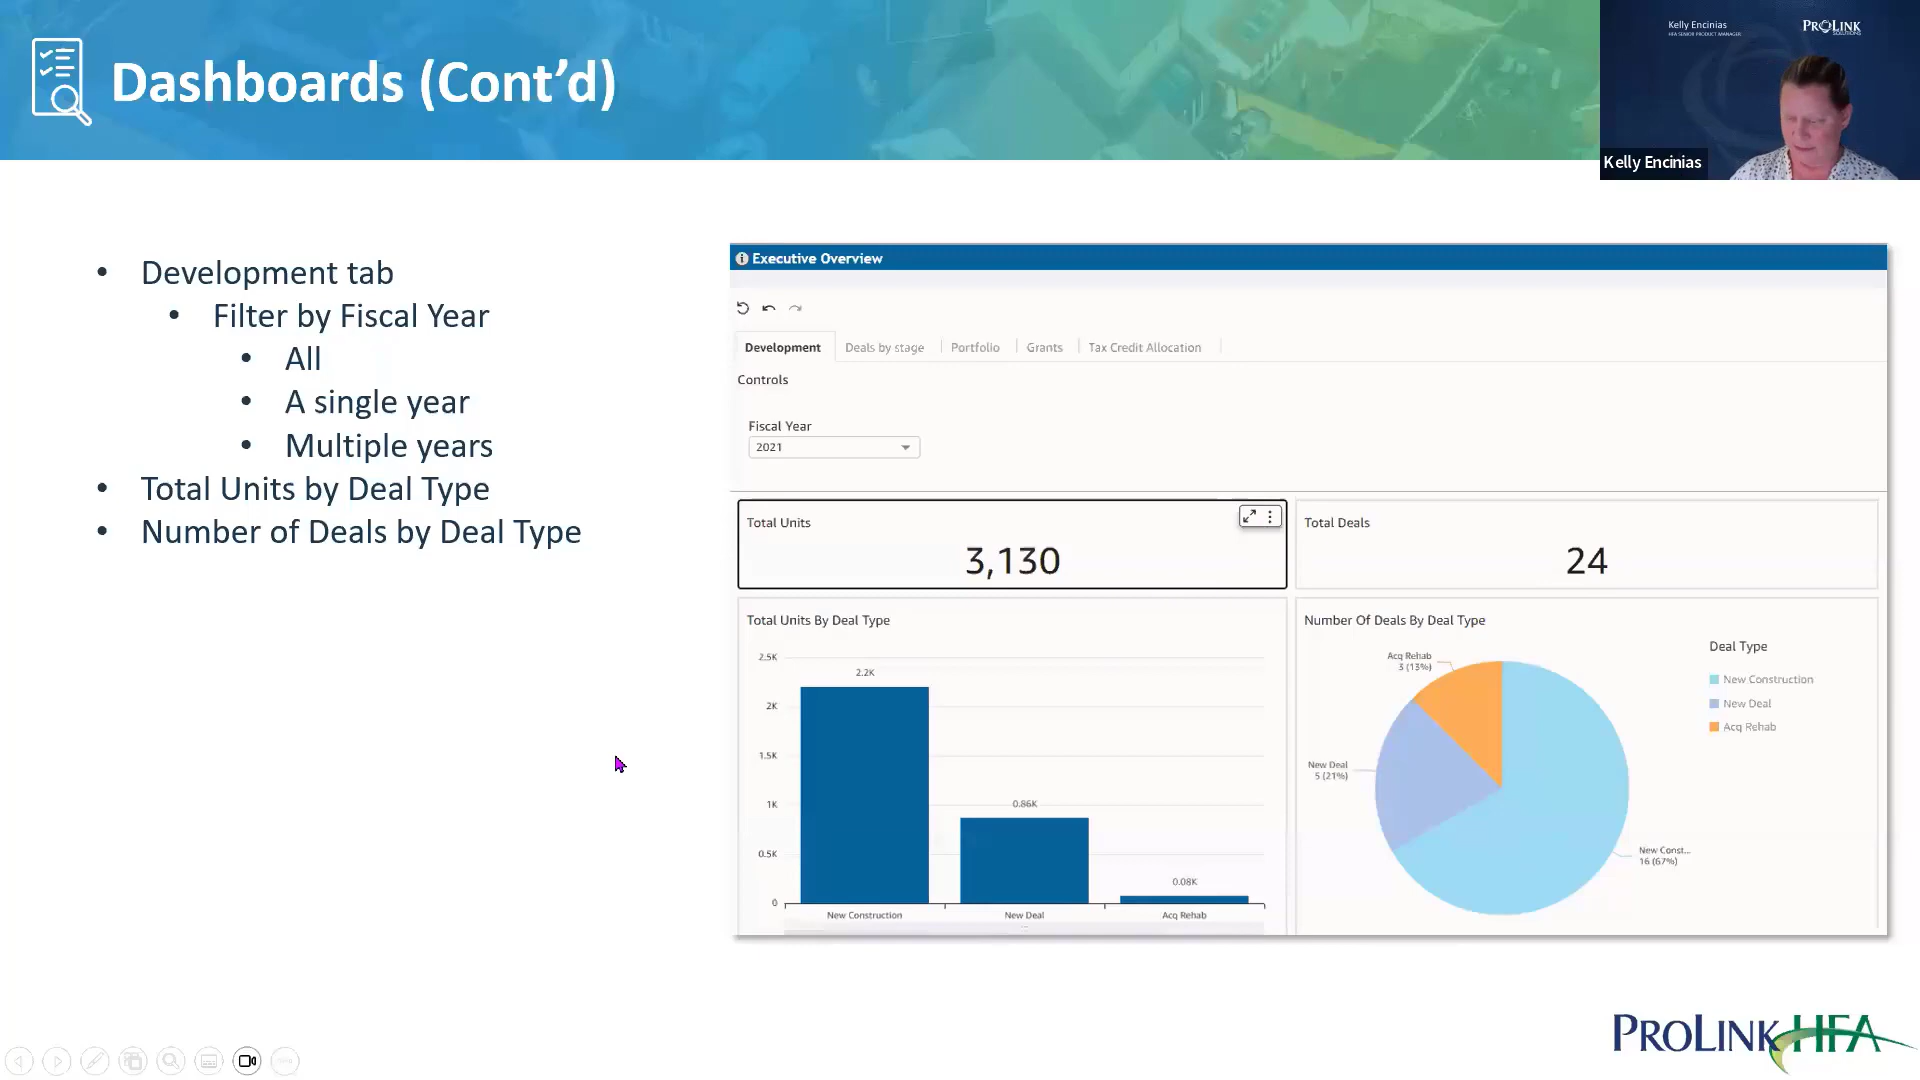 Dashboards (Cont’d)
Kelly Encinias
HFA SENIOR PRODUCT MANAGER
PROLINK
SOLUTIONS
Kelly Encinias
• Development tab
• Filter by Fiscal Year
• All
• A single year
• Multiple years
• Total Units by Deal Type
• Number of Deals by Deal Type
Executive Overview
Development
Deals by stage
Portfolio
Grants
Tax Credit Allocation
Controls
Fiscal Year
2021
Total Units
3,130
Total Deals
24
Total Units By Deal Type
2.5K
2K
1.5K
1K
0.5K
0
2.2K
0.86K
0.08K
New Construction
New Deal
Acq Rehab
Number Of Deals By Deal Type
Acq Rehab
3 (13%)
New Deal
5 (21%)
New Const...
16 (67%)
Deal Type
New Construction
New Deal
Acq Rehab
PROLINK HFA